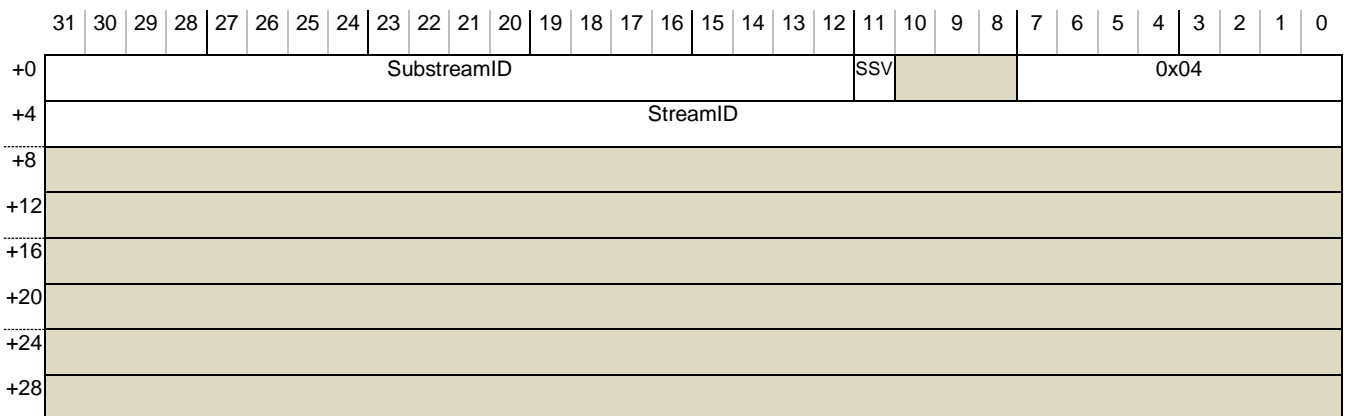 31 30 29 28 27 26 25 24 23 22 21 20 19 18 17 16 15 14 13 12 11 10 9 8 7 6 5 4 3 2 1 0
+0 SubstreamID SSV 0x04
+4 StreamID
+8
+12
+16
+20
+24
+28